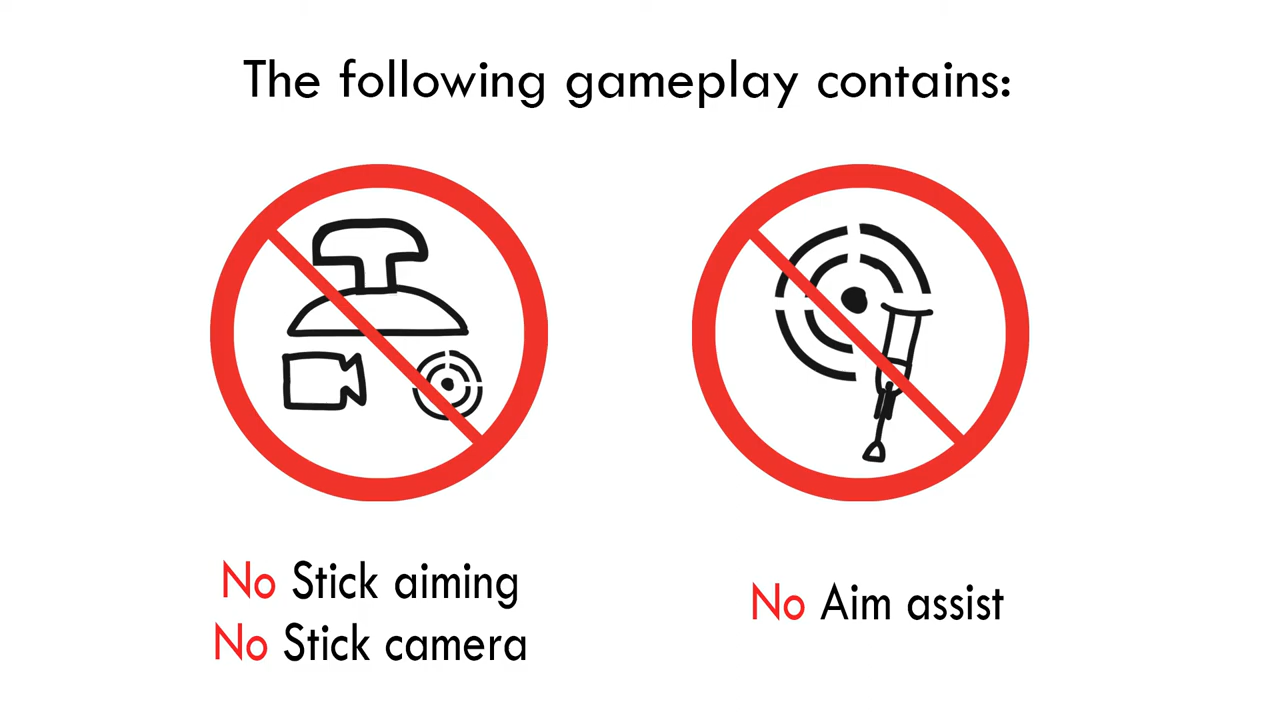 The following gameplay contains:
No Stick aiming
No Stick camera
No Aim assist